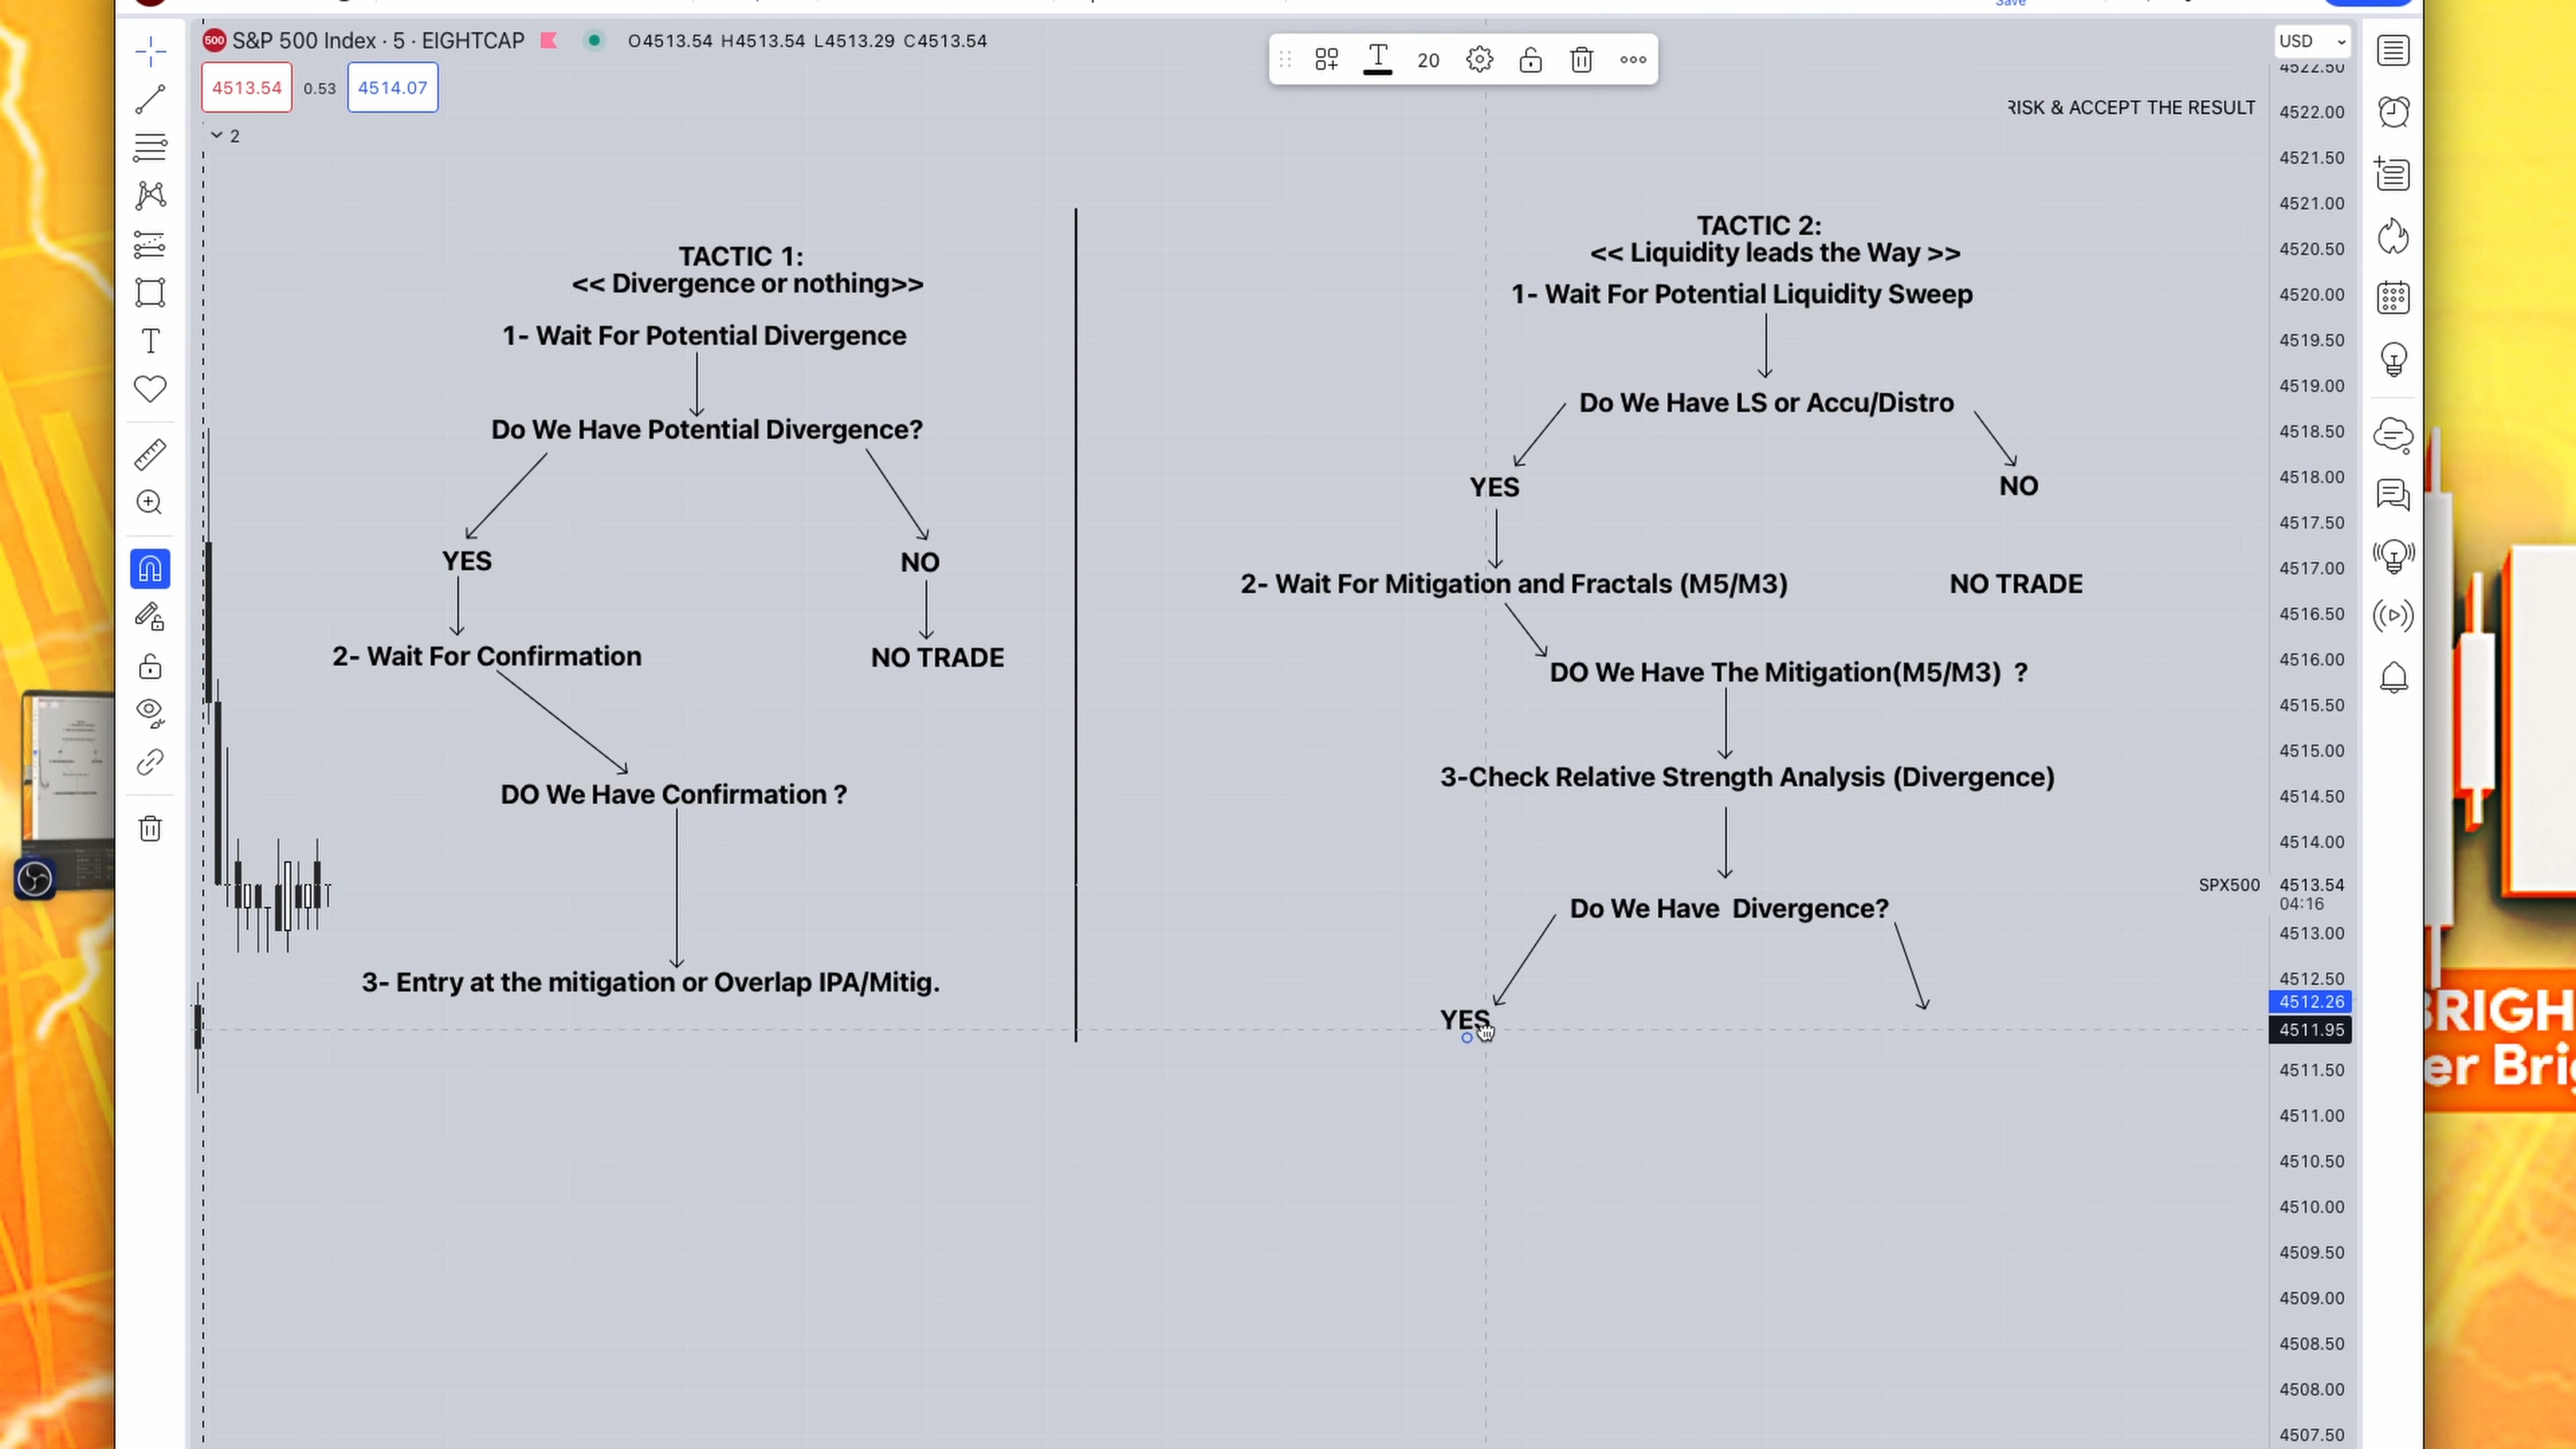 Save
500 S&P 500 Index · 5 · EIGHTCAP O4513.54 H4513.54 L4513.29 C4513.54
4513.54 0.53 4514.07
2
20
USD
RISK & ACCEPT THE RESULT
TACTIC 1:
<< Divergence or nothing>>
1- Wait For Potential Divergence
Do We Have Potential Divergence?
YES
NO
2- Wait For Confirmation
NO TRADE
DO We Have Confirmation ?
3- Entry at the mitigation or Overlap IPA/Mitig.
TACTIC 2:
<< Liquidity leads the Way >>
1- Wait For Potential Liquidity Sweep
Do We Have LS or Accu/Distro
YES
NO
2- Wait For Mitigation and Fractals (M5/M3)
NO TRADE
DO We Have The Mitigation(M5/M3) ?
3-Check Relative Strength Analysis (Divergence)
Do We Have Divergence?
YES
4522.50
4522.00
4521.50
4521.00
4520.50
4520.00
4519.50
4519.00
4518.50
4518.00
4517.50
4517.00
4516.50
4516.00
4515.50
4515.00
4514.50
4514.00
SPX500 4513.54
04:16
4513.00
4512.50
4512.26
4511.95
4511.50
4511.00
4510.50
4510.00
4509.50
4509.00
4508.50
4508.00
4507.50
BRIGH
er Brig